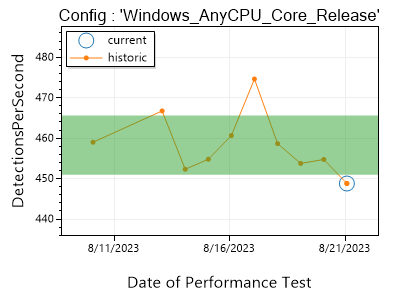 Config : 'Windows_AnyCPU_Core_Release'
current
historic
DetectionsPerSecond
480
470
460
450
440
8/11/2023
8/16/2023
8/21/2023
Date of Performance Test